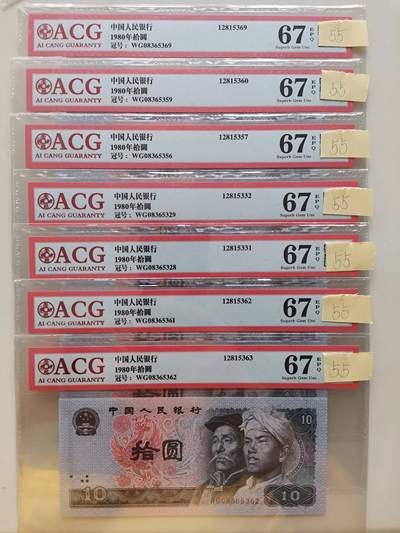 ACG
AI CANG GUARANTY
中国人民银行
1980年拾圆
冠号: WG08365369
12815369
67 EPQ
Superb Gem Unc
55
ACG
AI CANG GUARANTY
中国人民银行
1980年拾圆
冠号: WG08365359
12815360
67 EPQ
Superb Gem Unc
55
ACG
AI CANG GUARANTY
中国人民银行
1980年拾圆
冠号: WG08365356
12815357
67 EPQ
Superb Gem Unc
55
ACG
AI CANG GUARANTY
中国人民银行
1980年拾圆
冠号: WG08365329
12815332
67 EPQ
Superb Gem Unc
55
ACG
AI CANG GUARANTY
中国人民银行
1980年拾圆
冠号: WG08365328
12815331
67 EPQ
Superb Gem Unc
55
ACG
AI CANG GUARANTY
中国人民银行
1980年拾圆
冠号: WG08365361
12815362
67 EPQ
Superb Gem Unc
55
ACG
AI CANG GUARANTY
中国人民银行
1980年拾圆
冠号: WG08365362
12815363
67 EPQ
Superb Gem Unc
55
中国人民银行
10
拾圆
WG08365362
10
10